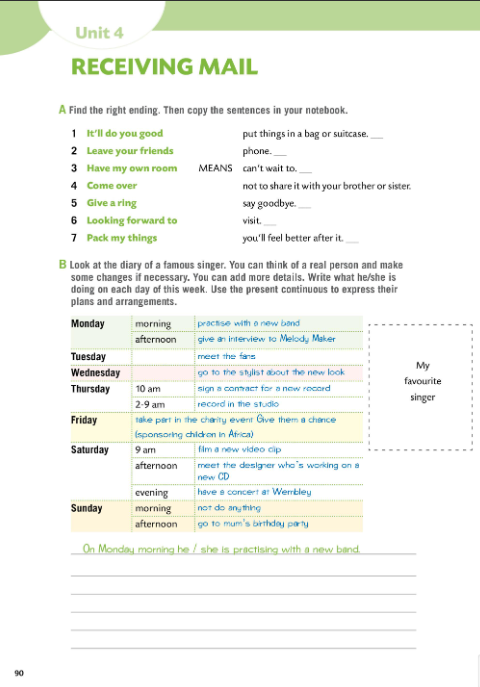 Unit 4
RECEIVING MAIL
A Find the right ending. Then copy the sentences in your notebook.
1 It'll do you good put things in a bag or suitcase. __
2 Leave your friends phone. __
3 Have my own room MEANS can't wait to. __
4 Come over not to share it with your brother or sister.
5 Give a ring say goodbye. __
6 Looking forward to visit. __
7 Pack my things you'll feel better after it. __
B Look at the diary of a famous singer. You can think of a real person and make
some changes if necessary. You can add more details. Write what he/she is
doing on each day of this week. Use the present continuous to express their
plans and arrangements.
Monday morning practise with a new band
afternoon give an interview to Melody Maker
Tuesday meet the fans
Wednesday go to the stylist about the new look
Thursday 10 am sign a contract for a new record
2-9 am record in the studio
Friday take part in the charity event Give them a chance
(sponsoring children in Africa)
Saturday 9 am film a new video clip
afternoon meet the designer who's working on a
new CD
evening have a concert at Wembley
Sunday morning not do anything
afternoon go to mum's birthday party
My
favourite
singer
On Monday morning he / she is practising with a new band.
90